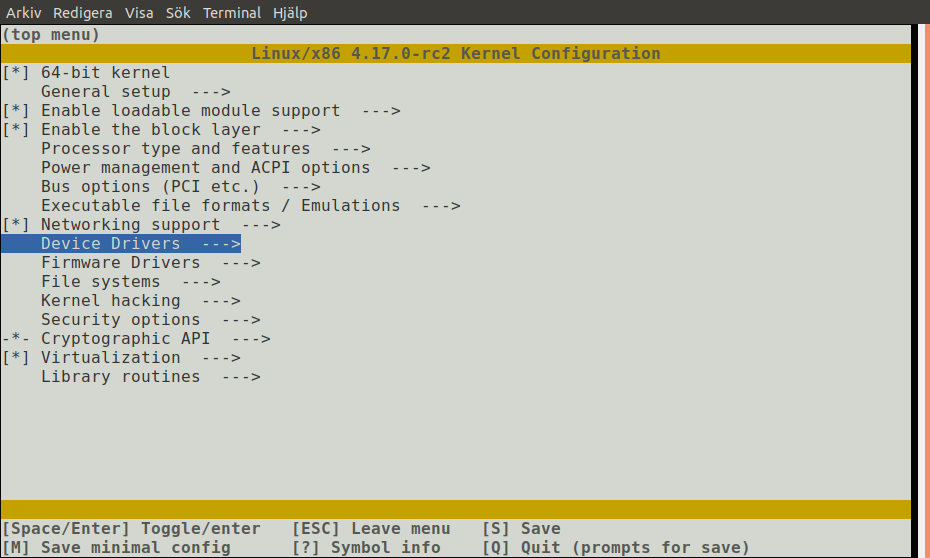 Arkiv Redigera Visa Sök Terminal Hjälp
(top menu)
Linux/x86 4.17.0-rc2 Kernel Configuration
[*] 64-bit kernel
    General setup  --->
[*] Enable loadable module support  --->
[*] Enable the block layer  --->
    Processor type and features  --->
    Power management and ACPI options  --->
    Bus options (PCI etc.)  --->
    Executable file formats / Emulations  --->
[*] Networking support  --->
    Device Drivers  --->
    Firmware Drivers  --->
    File systems  --->
    Kernel hacking  --->
    Security options  --->
-*- Cryptographic API  --->
[*] Virtualization  --->
    Library routines  --->
[Space/Enter] Toggle/enter   [ESC] Leave menu   [S] Save
[M] Save minimal config      [?] Symbol info    [Q] Quit (prompts for save)